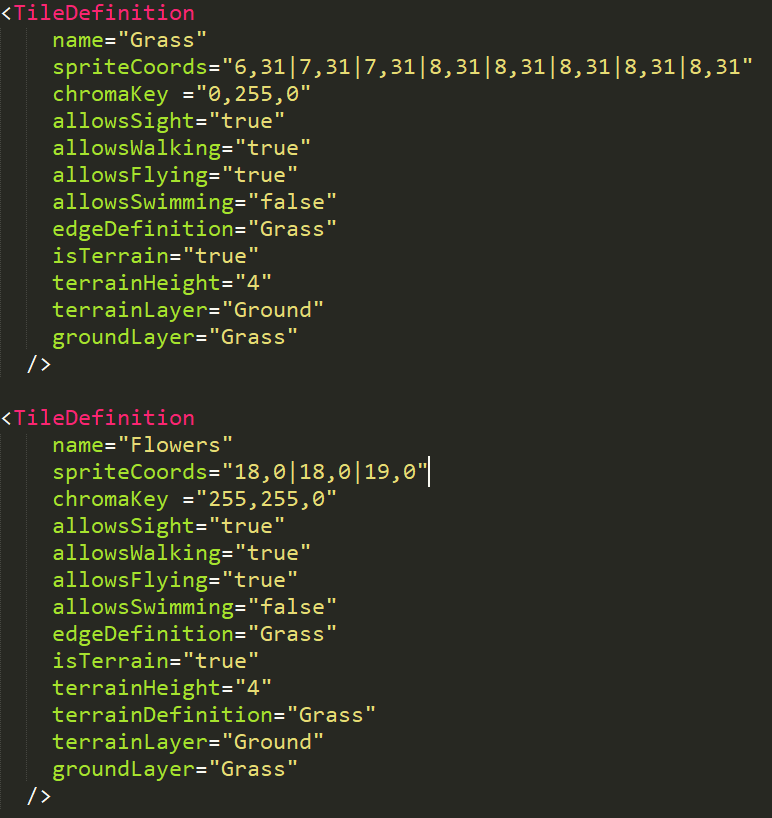 <TileDefinition
name="Grass"
spriteCoords="6,31|7,31|7,31|8,31|8,31|8,31|8,31|8,31"
chromaKey ="0,255,0"
allowsSight="true"
allowsWalking="true"
allowsFlying="true"
allowsSwimming="false"
edgeDefinition="Grass"
isTerrain="true"
terrainHeight="4"
terrainLayer="Ground"
groundLayer="Grass"
/>
<TileDefinition
name="Flowers"
spriteCoords="18,0|18,0|19,0"
chromaKey ="255,255,0"
allowsSight="true"
allowsWalking="true"
allowsFlying="true"
allowsSwimming="false"
edgeDefinition="Grass"
isTerrain="true"
terrainHeight="4"
terrainDefinition="Grass"
terrainLayer="Ground"
groundLayer="Grass"
/>